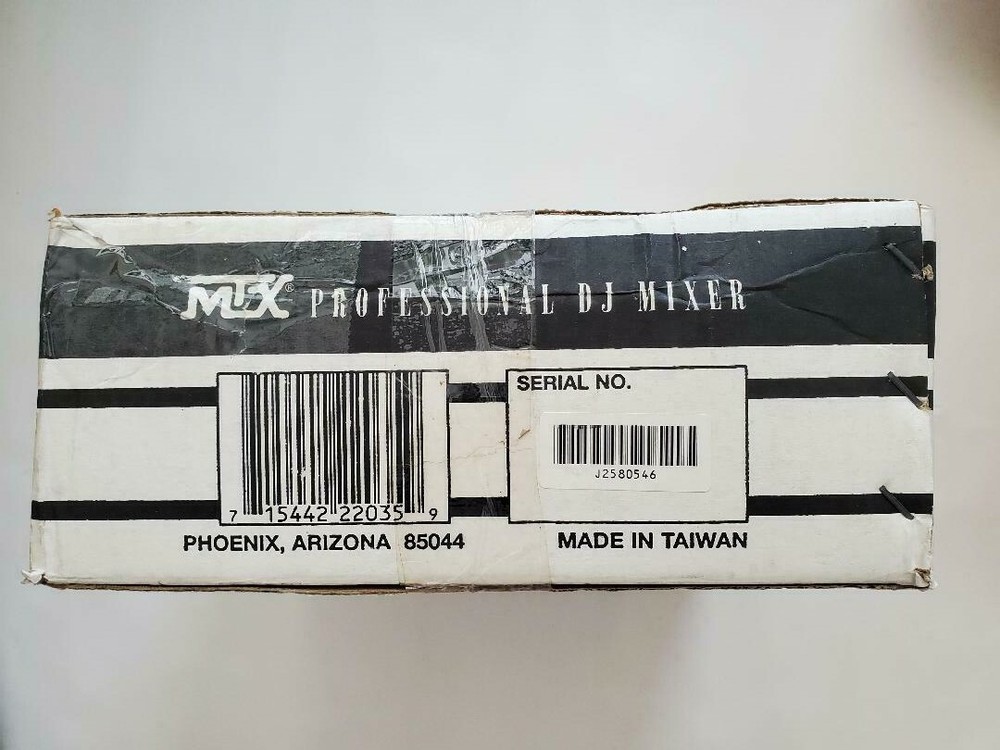 MTX® PROFESSIONAL DJ MIXER
7 15442 22035 9
SERIAL NO.
J2580546
PHOENIX, ARIZONA 85044
MADE IN TAIWAN